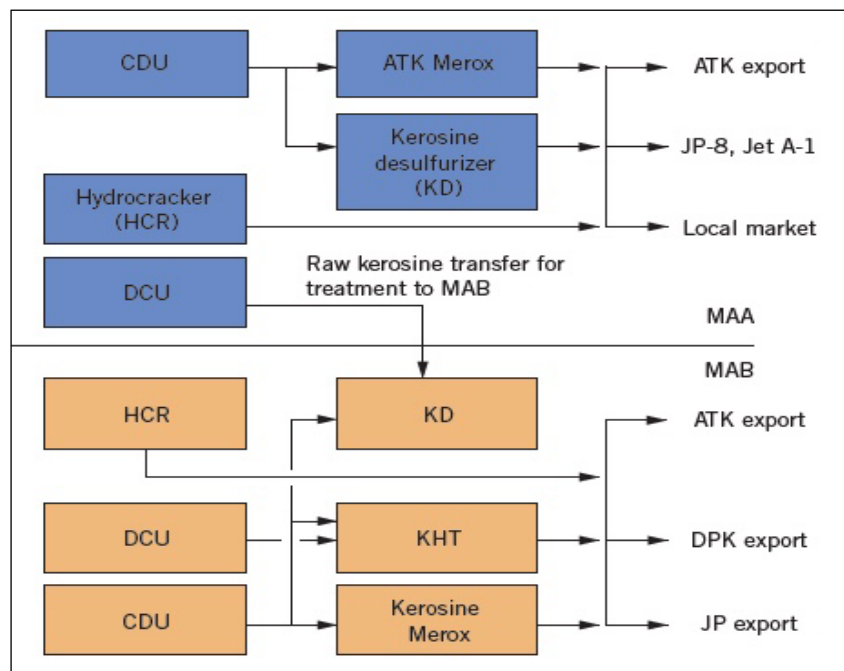 CDU
ATK Merox
ATK export
Kerosine
desulfurizer
(KD)
JP-8, Jet A-1
Hydrocracker
(HCR)
Local market
DCU
Raw kerosine transfer for
treatment to MAB
MAA
MAB
HCR
KD
ATK export
DCU
KHT
DPK export
CDU
Kerosine
Merox
JP export